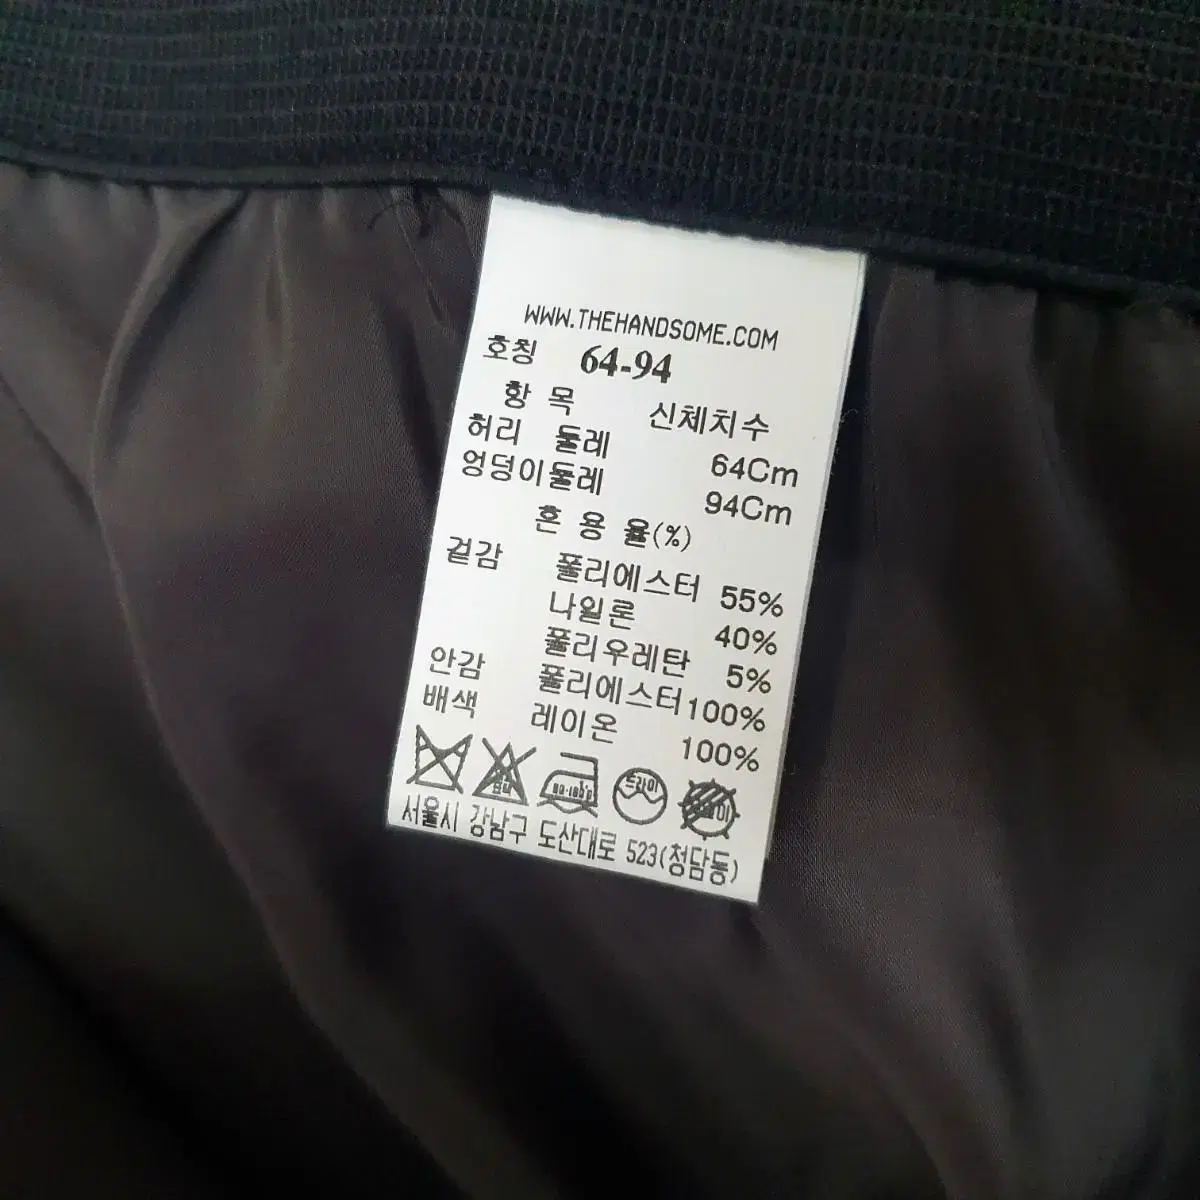 WWW.THEHANDSOME.COM
호칭 64-94
항 목 신체치수
허리 둘레 64Cm
엉덩이둘레 94Cm
혼 용 율(%)
겉감 폴리에스터 55%
나일론 40%
폴리우레탄 5%
안감 폴리에스터 100%
배색 레이온 100%
드라이
서울시 강남구 도산대로 523(청담동)